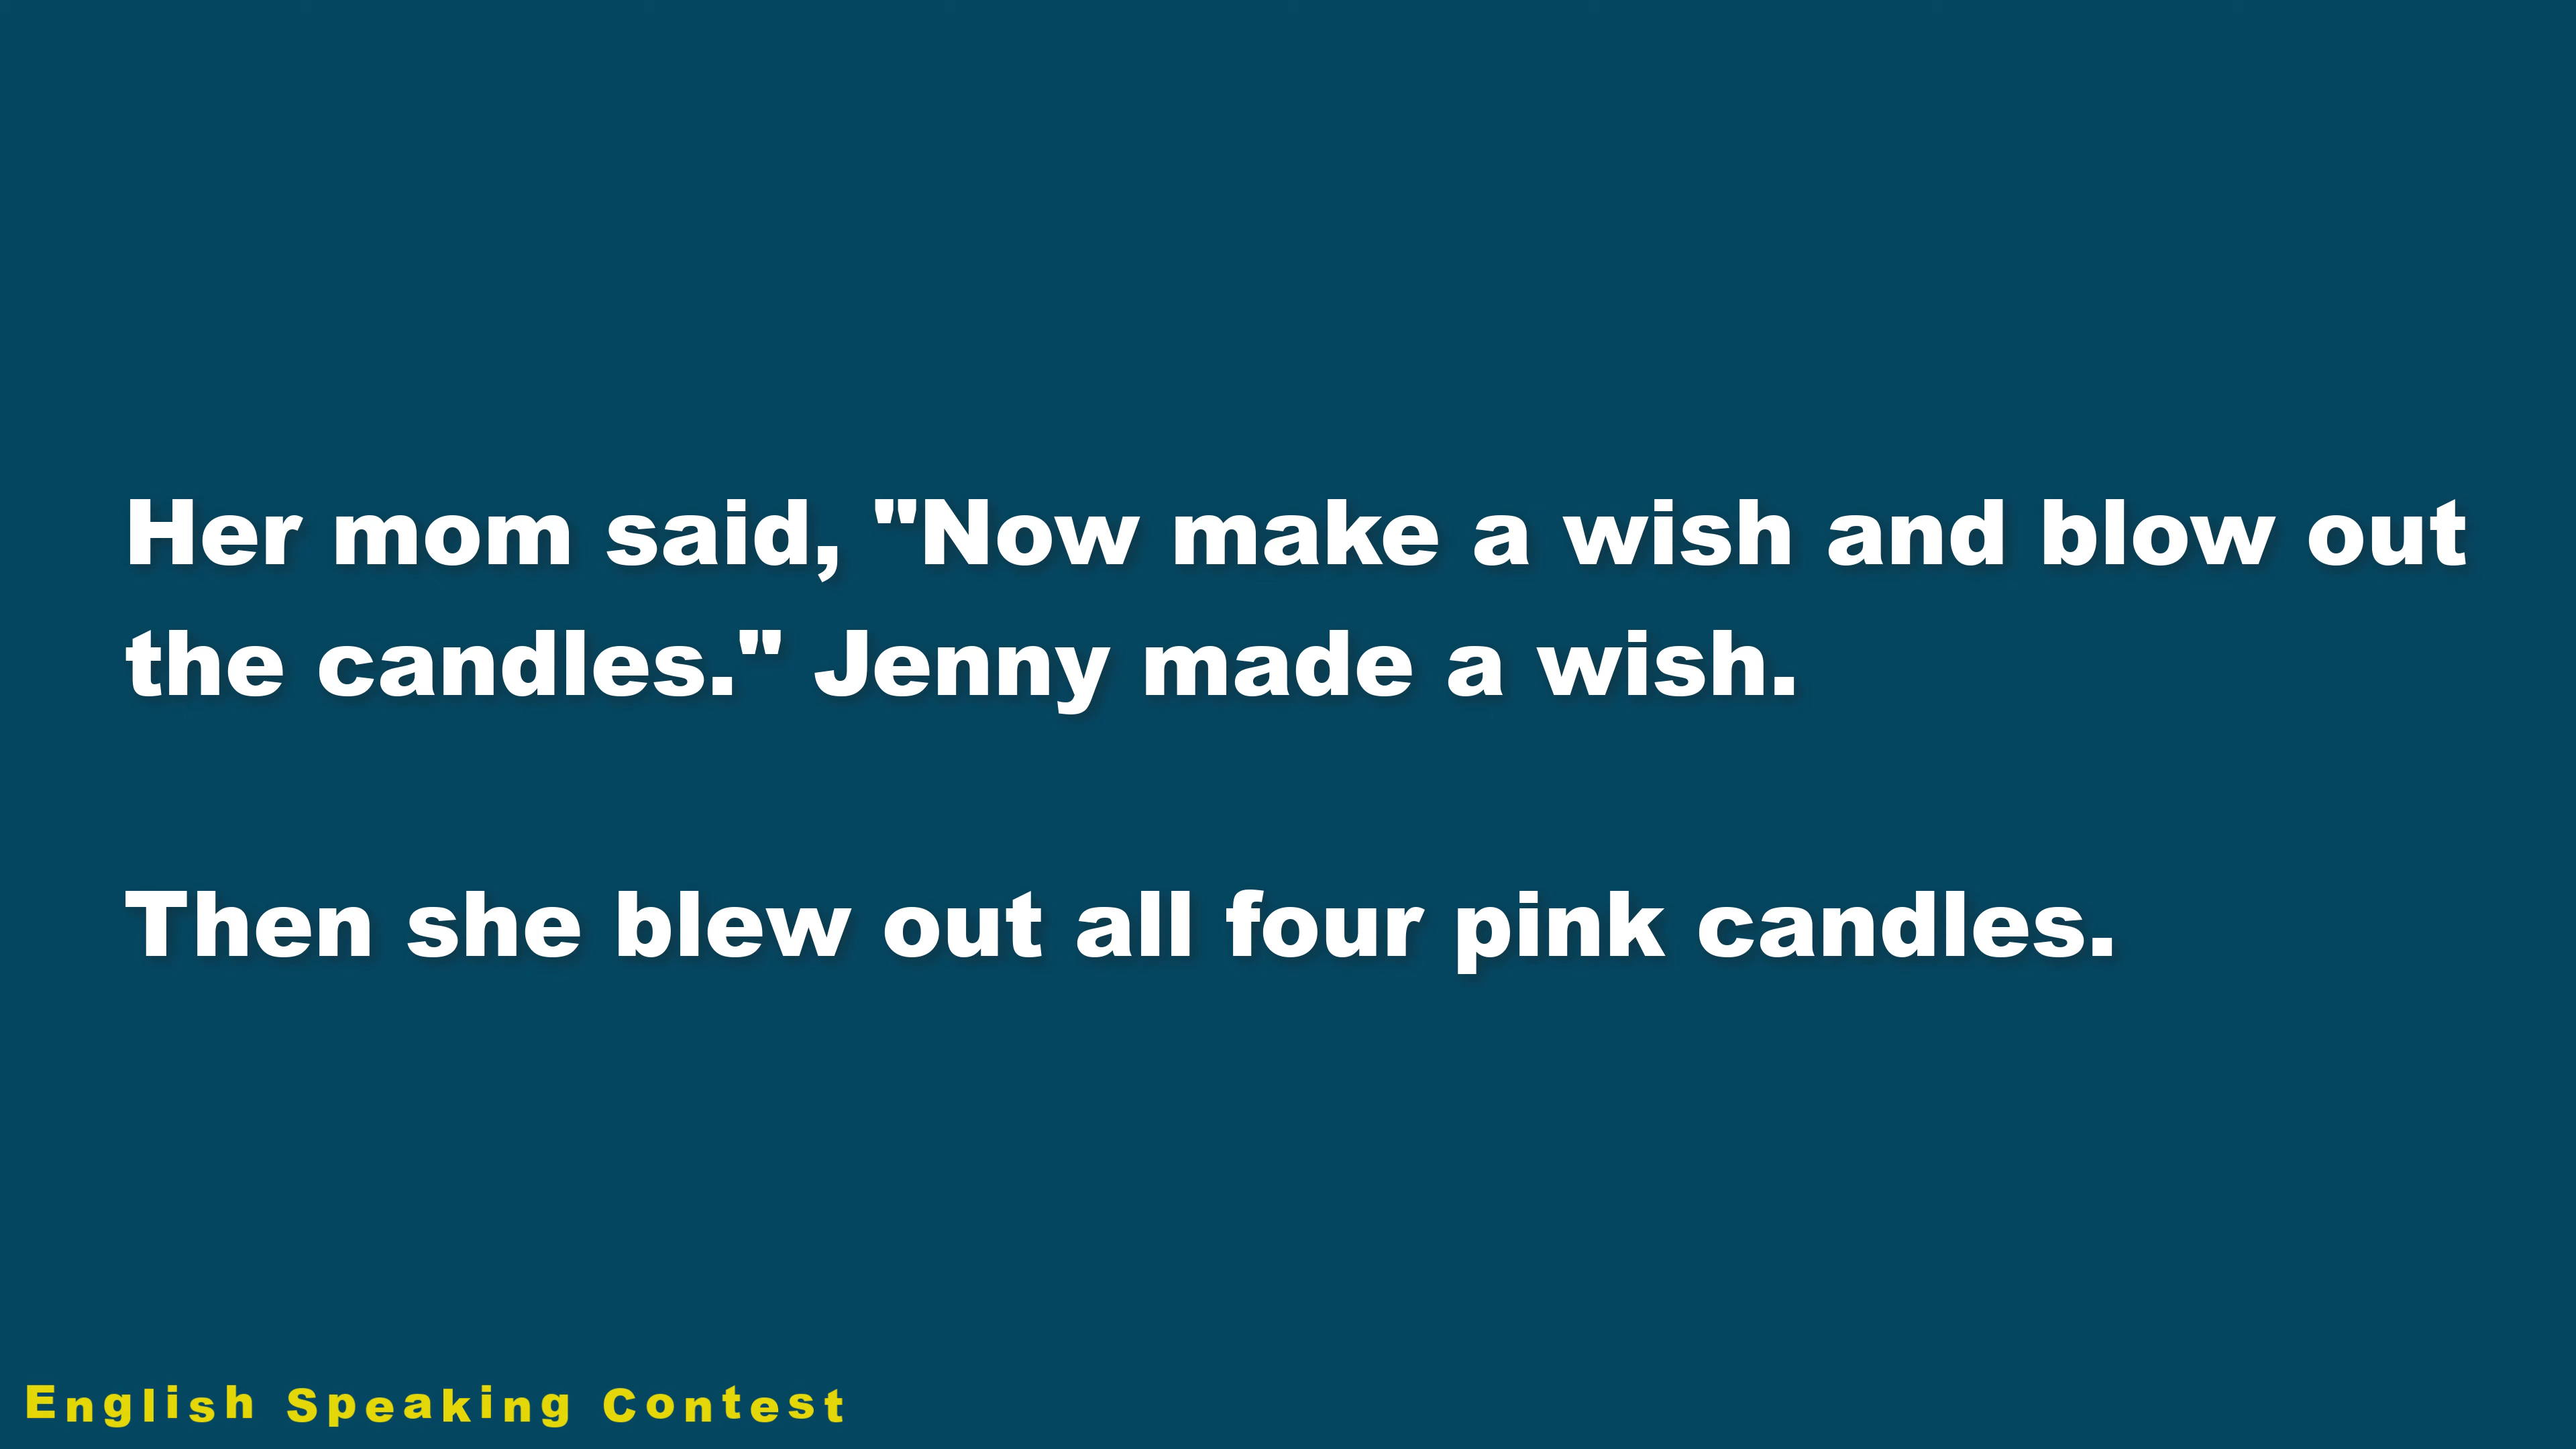 Her mom said, "Now make a wish and blow out
the candles." Jenny made a wish.
Then she blew out all four pink candles.
English Speaking Contest